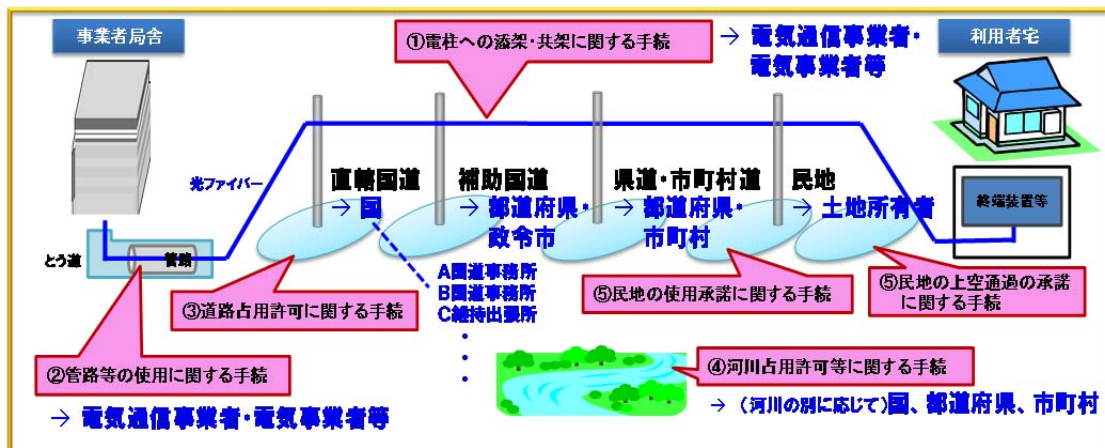 事業者局舎
①電柱への添架・共架に関する手続
→ 電気通信事業者・
電気事業者等
利用者宅
光ファイバー
直轄国道
→ 国
補助国道
→ 都道府県・
政令市
県道・市町村道
→ 都道府県・
市町村
民地
→ 土地所有者
終端装置等
とう道
管路
A国道事務所
B国道事務所
C維持出張所
・
・
・
③道路占用許可に関する手続
⑤民地の使用承諾に関する手続
⑤民地の上空通過の承諾
に関する手続
②管路等の使用に関する手続
→ 電気通信事業者・電気事業者等
④河川占用許可等に関する手続
→ (河川の別に応じて)国、都道府県、市町村